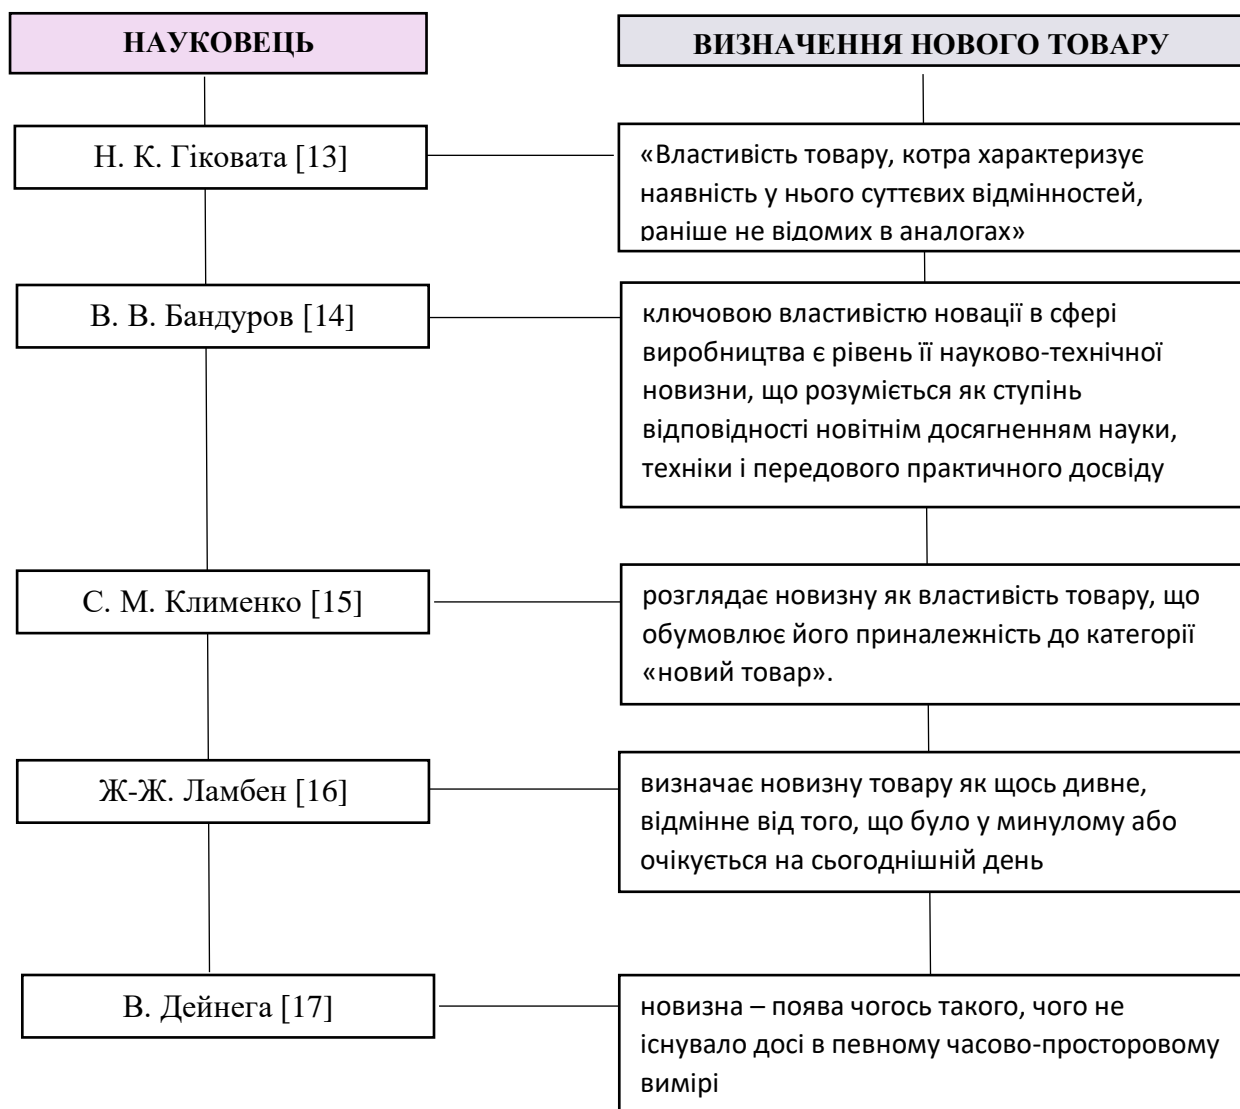 НАУКОВЕЦЬ
ВИЗНАЧЕННЯ НОВОГО ТОВАРУ
Н. К. Гіковата [13]
«Властивість товару, котра характеризує
наявність у нього суттєвих відмінностей,
раніше не відомих в аналогах»
В. В. Бандуров [14]
ключовою властивістю новації в сфері
виробництва є рівень її науково-технічної
новизни, що розуміється як ступінь
відповідності новітнім досягненням науки,
техніки і передового практичного досвіду
С. М. Клименко [15]
розглядає новизну як властивість товару, що
обумовлює його приналежність до категорії
«новий товар».
Ж-Ж. Ламбен [16]
визначає новизну товару як щось дивне,
відмінне від того, що було у минулому або
очікується на сьогоднішній день
В. Дейнега [17]
новизна – поява чогось такого, чого не
існувало досі в певному часово-просторовому
вимірі